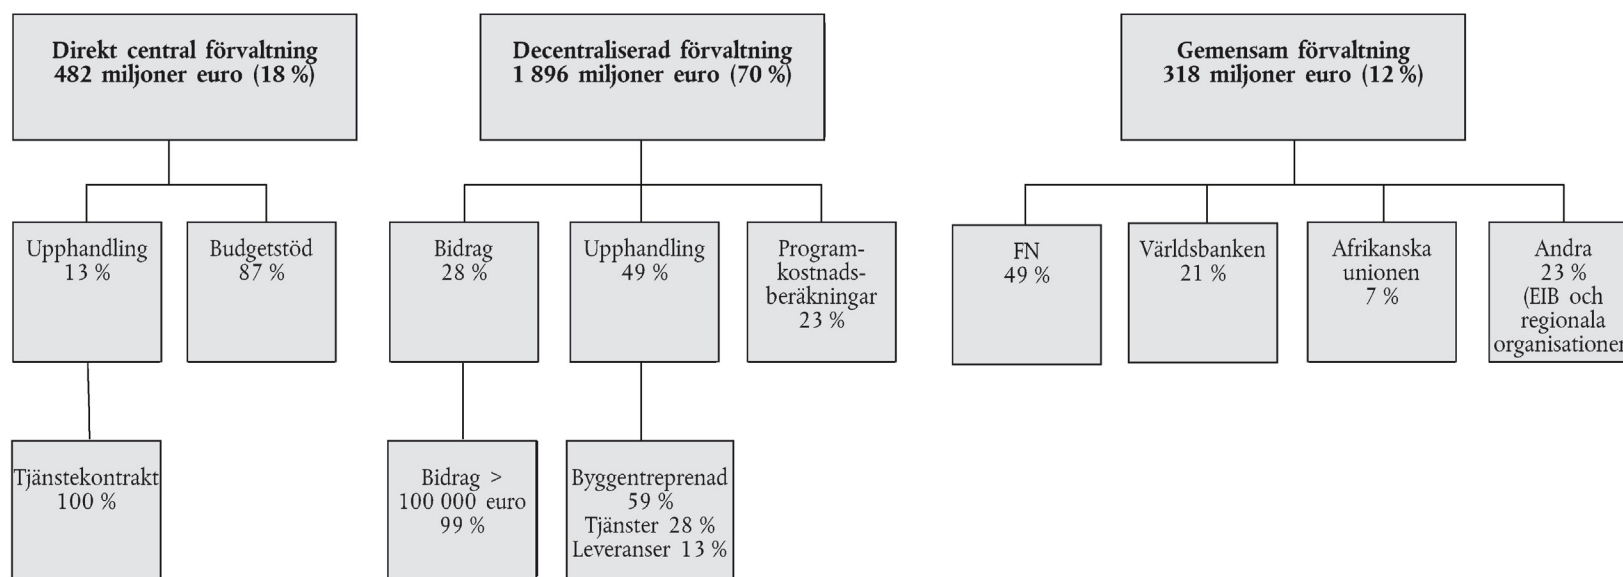 Direkt central förvaltning
482 miljoner euro (18 %)
Decentraliserad förvaltning
1 896 miljoner euro (70 %)
Gemensam förvaltning
318 miljoner euro (12 %)
Upphandling
13 %
Budgetstöd
87 %
Bidrag
28 %
Upphandling
49 %
Program-
kostnads-
beräkningar
23 %
FN
49 %
Världsbanken
21 %
Afrikanska
unionen
7 %
Andra
23 %
(EIB och
regionala
organisationer
Tjänstekontrakt
100 %
Bidrag >
100 000 euro
99 %
Byggentreprenad
59 %
Tjänster 28 %
Leveranser 13 %